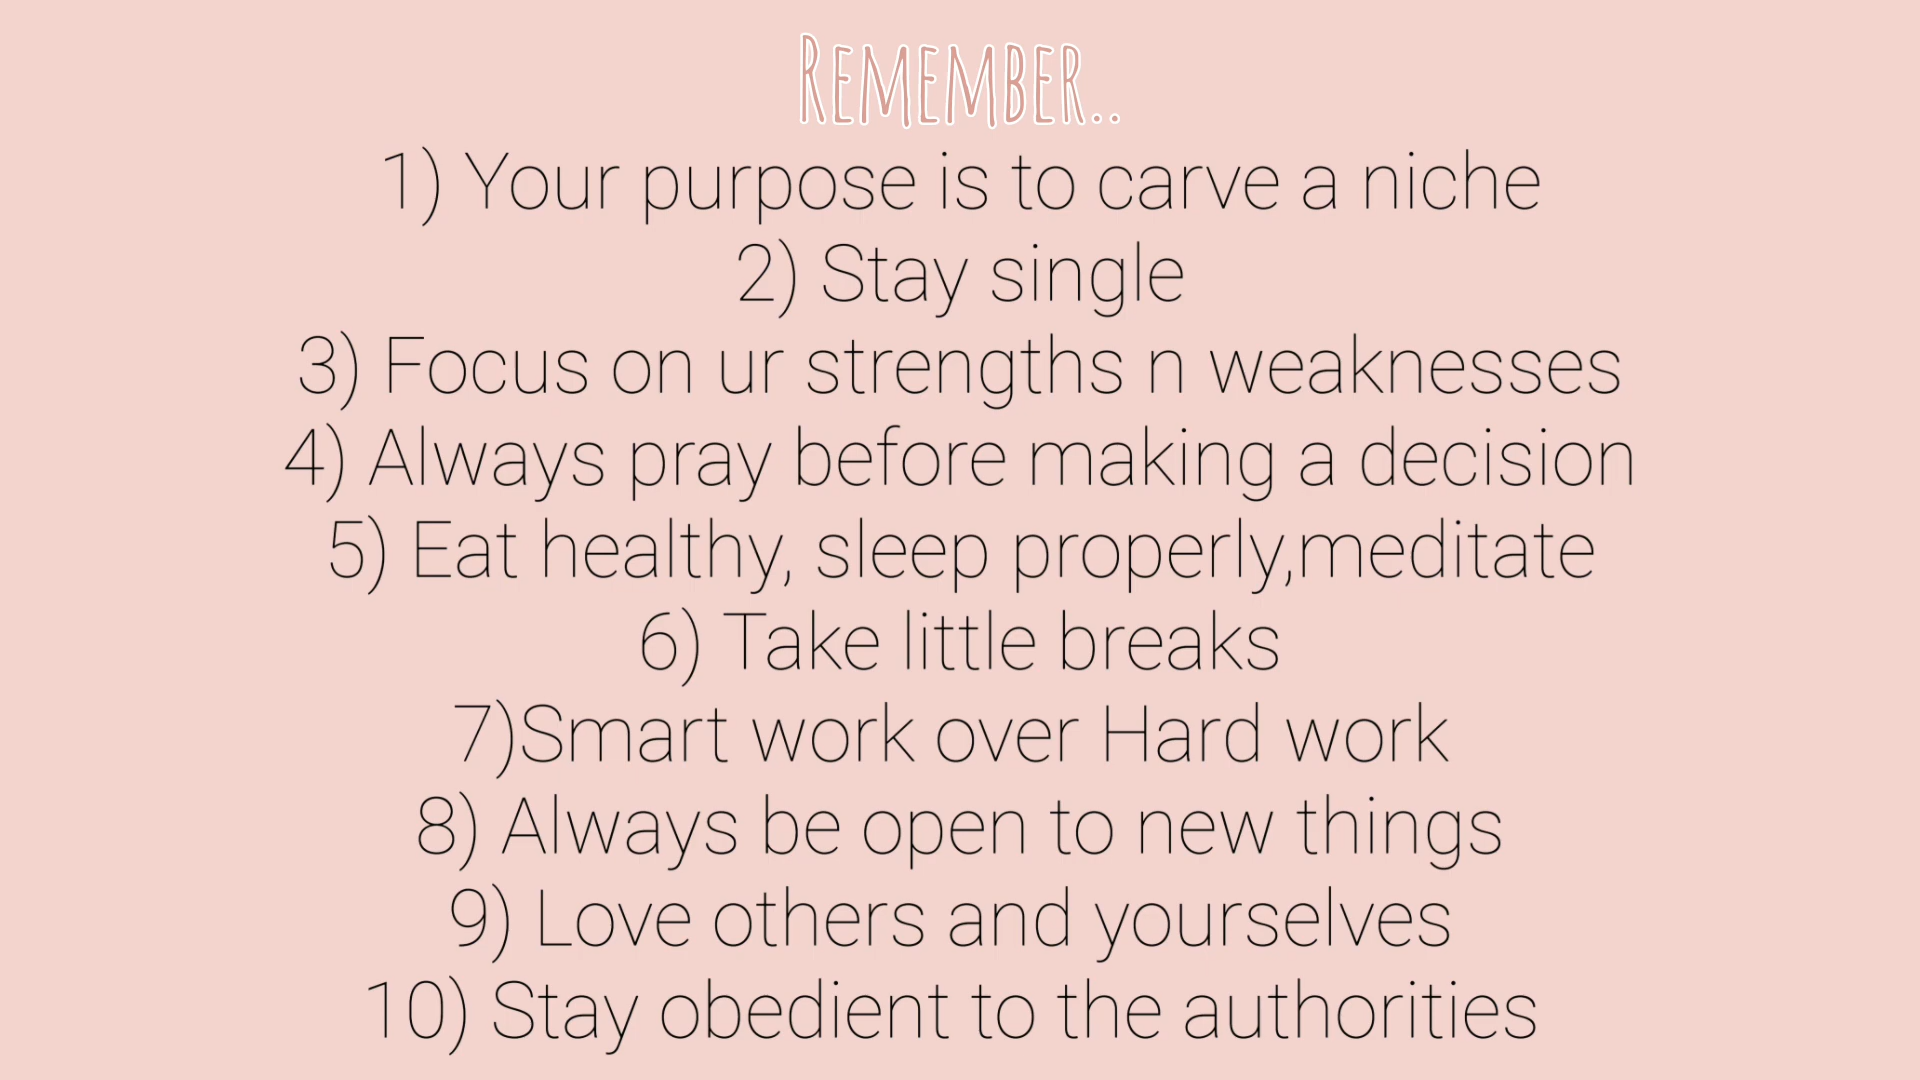 Remember..
1) Your purpose is to carve a niche
2) Stay single
3) Focus on ur strengths n weaknesses
4) Always pray before making a decision
5) Eat healthy, sleep properly,meditate
6) Take little breaks
7)Smart work over Hard work
8) Always be open to new things
9) Love others and yourselves
10) Stay obedient to the authorities